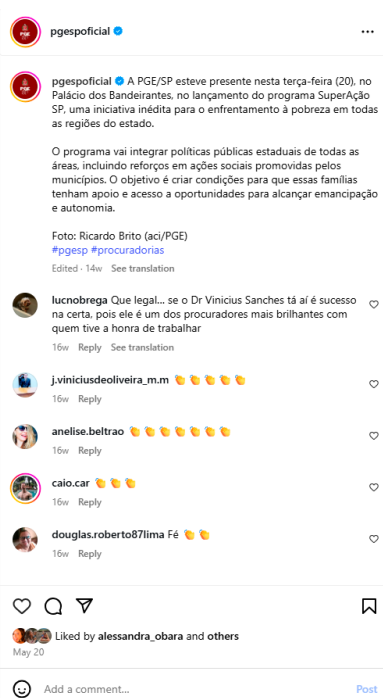 pgespoficial
pgespoficial A PGE/SP esteve presente nesta terça-feira (20), no
Palácio dos Bandeirantes, no lançamento do programa SuperAção
SP, uma iniciativa inédita para o enfrentamento à pobreza em todas
as regiões do estado.
O programa vai integrar políticas públicas estaduais de todas as
áreas, incluindo reforços em ações sociais promovidas pelos
municípios. O objetivo é criar condições para que essas famílias
tenham apoio e acesso a oportunidades para alcançar emancipação
e autonomia.
Foto: Ricardo Brito (aci/PGE)
#pgesp #procuradorias
Edited · 14w See translation
lucnobrega Que legal... se o Dr Vinicius Sanches tá aí é sucesso
na certa, pois ele é um dos procuradores mais brilhantes com
quem tive a honra de trabalhar
16w Reply See translation
j.viniciusdeoliveira_m.m 👏👏👏👏👏
16w Reply
anelise.beltrao 👏👏👏👏👏👏👏
16w Reply
caio.car 👏👏👏
16w Reply
douglas.roberto87lima Fé 👏👏
16w Reply
Liked by alessandra_obara and others
May 20
Add a comment... Post